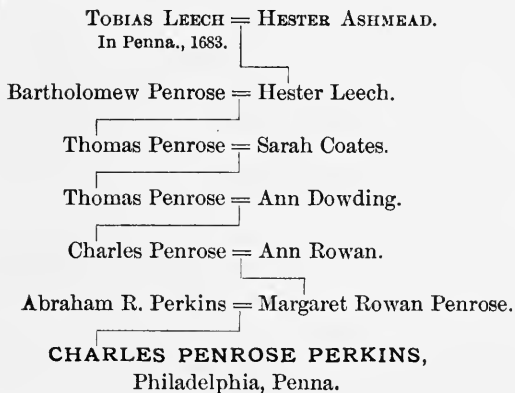 TOBIAS LEECH = HESTER ASHMEAD.
In Penna., 1683.
Bartholomew Penrose = Hester Leech.
Thomas Penrose = Sarah Coates.
Thomas Penrose = Ann Dowding.
Charles Penrose = Ann Rowan.
Abraham R. Perkins = Margaret Rowan Penrose.
CHARLES PENROSE PERKINS,
Philadelphia, Penna.